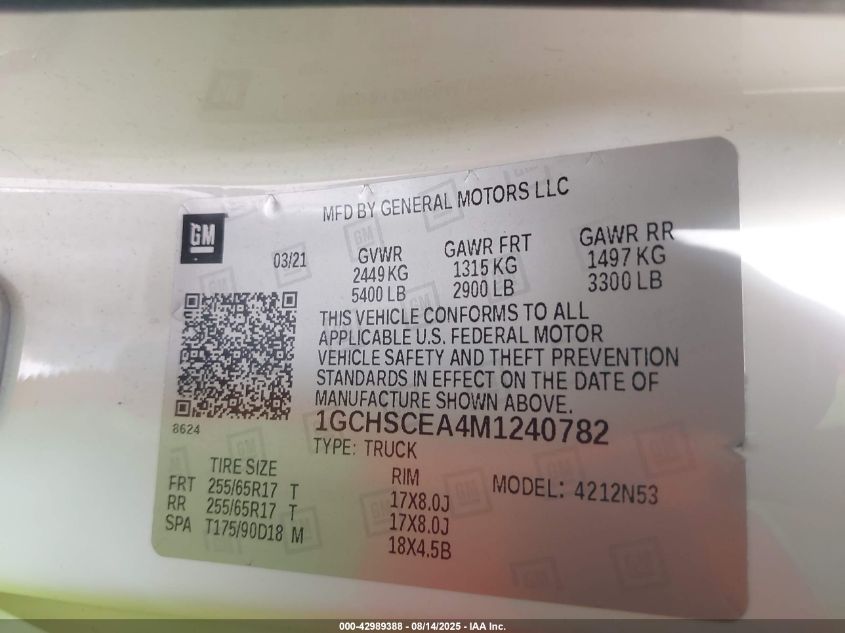 MFD BY GENERAL MOTORS LLC
GM
03/21
GVWR GAWR FRT GAWR RR
2449 KG 1315 KG 1497 KG
5400 LB 2900 LB 3300 LB
THIS VEHICLE CONFORMS TO ALL
APPLICABLE U.S. FEDERAL MOTOR
VEHICLE SAFETY AND THEFT PREVENTION
STANDARDS IN EFFECT ON THE DATE OF
MANUFACTURE SHOWN ABOVE.
8624
1GCHSCEA4M1240782
TYPE: TRUCK
TIRE SIZE RIM MODEL: 4212N53
FRT 255/65R17 T 17X8.0J
RR 255/65R17 T 17X8.0J
SPA T175/90D18 M 18X4.5B
000-42989388 - 08/14/2025 - IAA Inc.